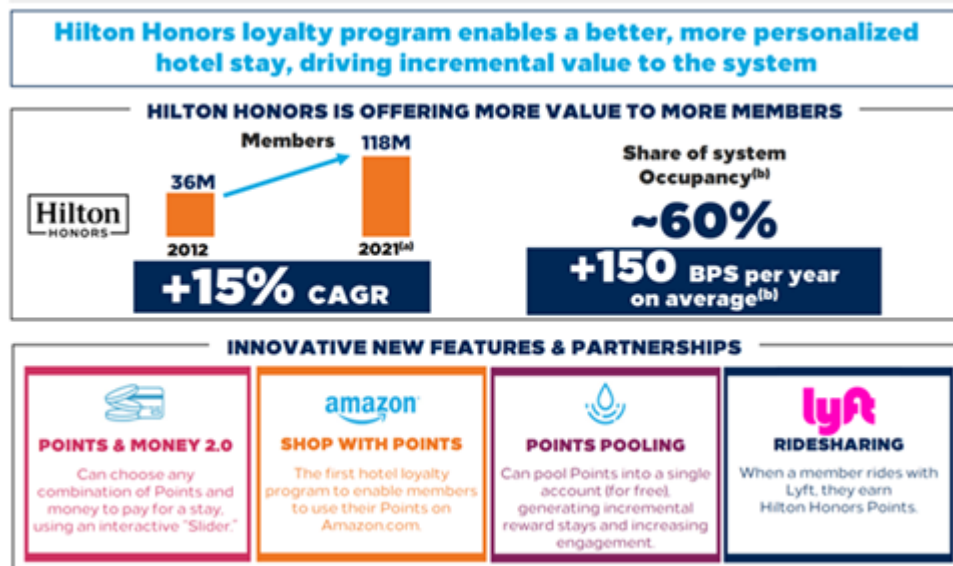 Hilton Honors loyalty program enables a better, more personalized
hotel stay, driving incremental value to the system
HILTON HONORS IS OFFERING MORE VALUE TO MORE MEMBERS
Hilton
HONORS
Members
36M
118M
2012
2021(a)
+15% CAGR
Share of system
Occupancy(b)
~60%
+150 BPS per year
on average(b)
INNOVATIVE NEW FEATURES & PARTNERSHIPS
POINTS & MONEY 2.0
Can choose any
combination of Points and
money to pay for a stay,
using an interactive “Slider.”
amazon
SHOP WITH POINTS
The first hotel loyalty
program to enable members
to use their Points on
Amazon.com.
POINTS POOLING
Can pool Points into a single
account (for free),
generating incremental
reward stays and increasing
engagement.
lyft
RIDESHARING
When a member rides with
Lyft, they earn
Hilton Honors Points.